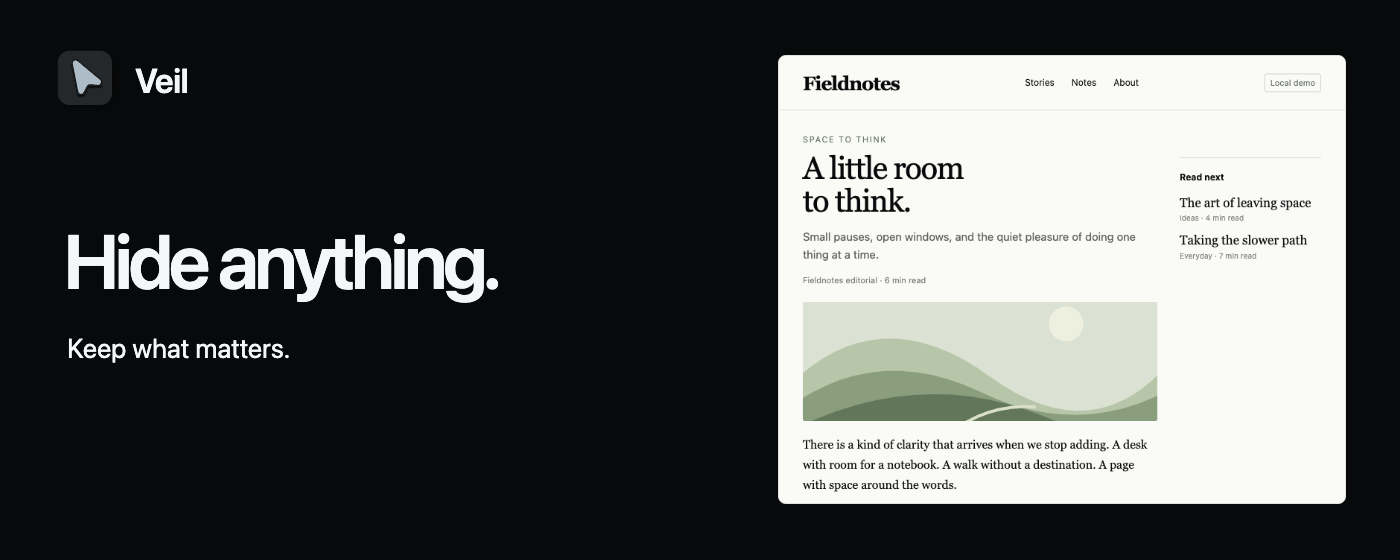 Veil
Hide anything.
Keep what matters.
Fieldnotes
Stories
Notes
About
Local demo
SPACE TO THINK
A little room
to think.
Small pauses, open windows, and the quiet pleasure of doing one
thing at a time.
Fieldnotes editorial · 6 min read
There is a kind of clarity that arrives when we stop adding. A desk
with room for a notebook. A walk without a destination. A page
with space around the words.
Read next
The art of leaving space
Ideas · 4 min read
Taking the slower path
Everyday · 7 min read